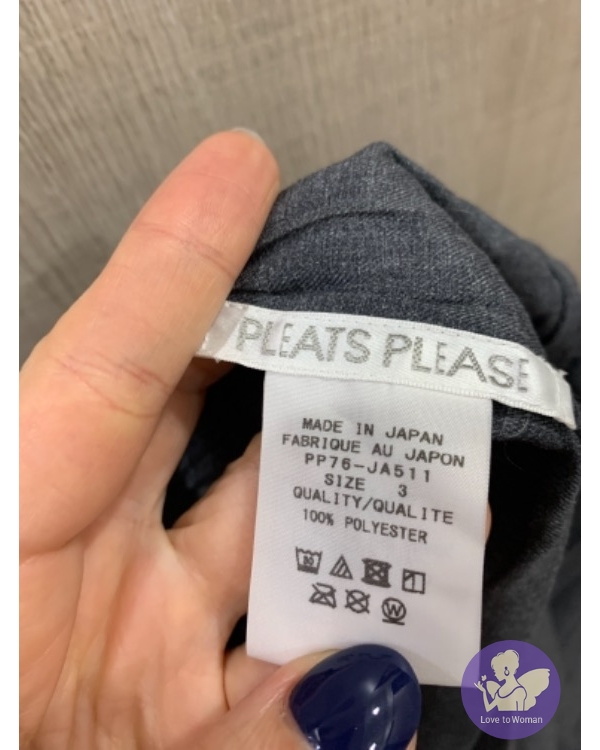 PLEATS PLEASE
MADE IN JAPAN
FABRIQUE AU JAPON
PP76-JA511
SIZE 3
QUALITY/QUALITE
100% POLYESTER
W
Love to Woman